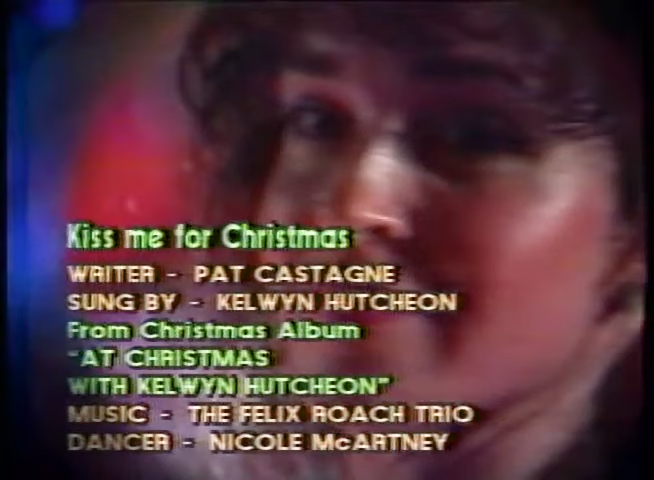 Kiss me for Christmas
WRITER - PAT CASTAGNE
SUNG BY - KELWYN HUTCHEON
From Christmas Album
"AT CHRISTMAS
WITH KELWYN HUTCHEON"
MUSIC - THE FELIX ROACH TRIO
DANCER - NICOLE McARTNEY